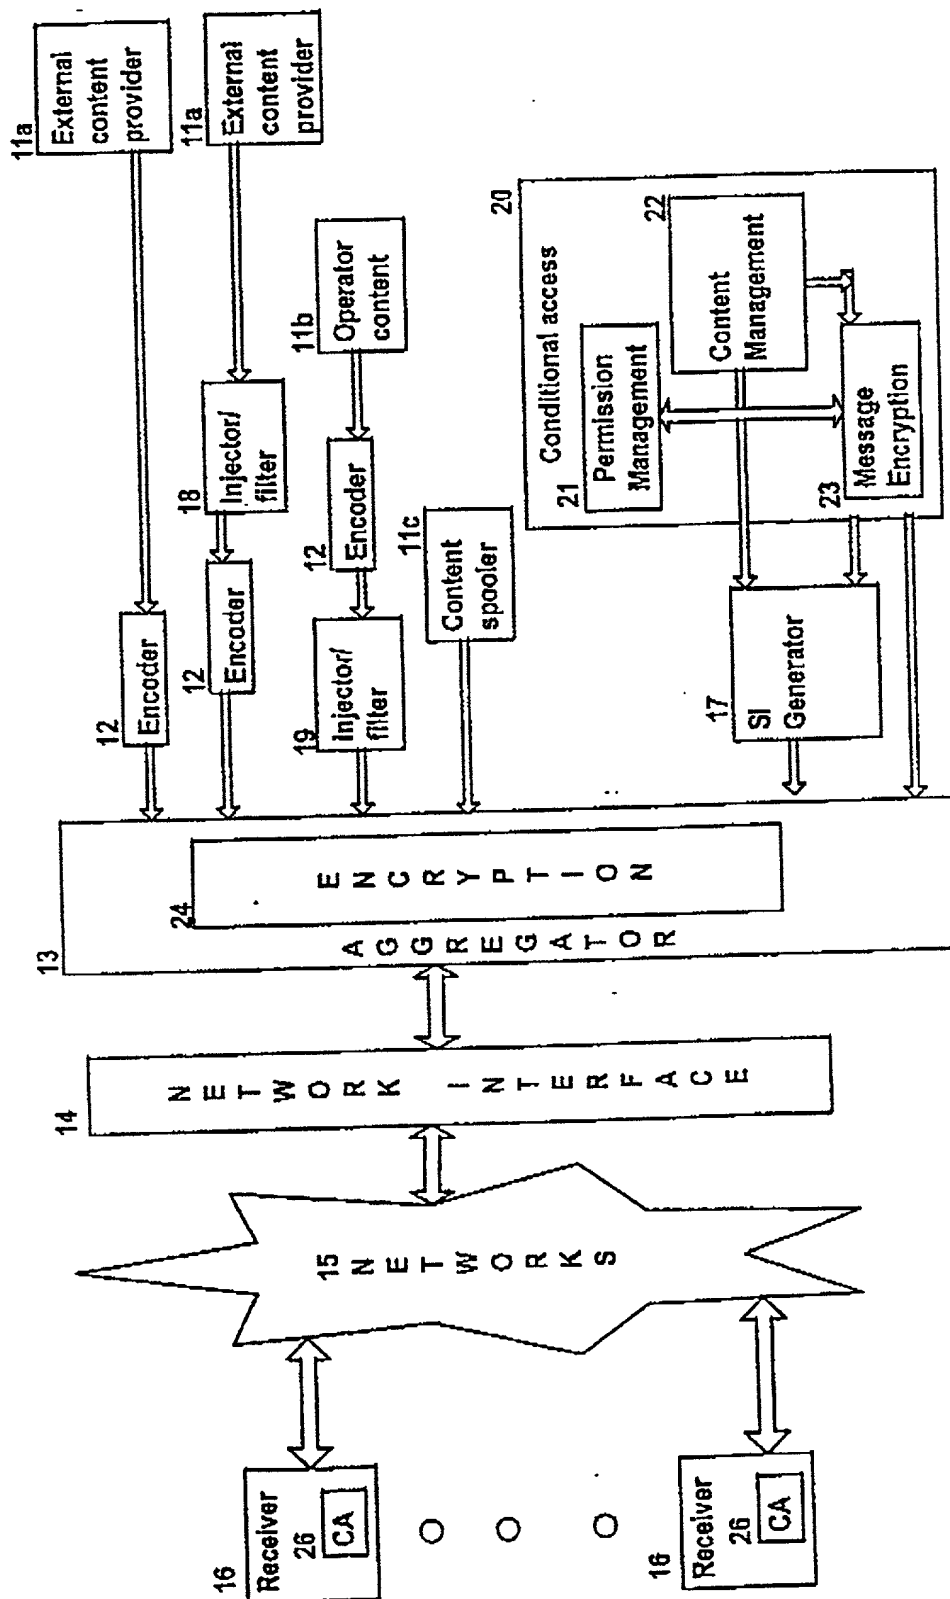 11a
External
content
provider
11a
External
content
provider
12
Encoder
18
Injector/
filter
12
Encoder
11b
Operator
content
12
Encoder
19
Injector/
filter
11c
Content
spooler
20
Conditional access
21
Permission
Management
22
Content
Management
23
Message
Encryption
17
SI
Generator
13
24
ENCRYPTION
AGGREGATOR
14
NETWORK INTERFACE
15
NETWORKS
16
Receiver
26
CA
16
Receiver
26
CA